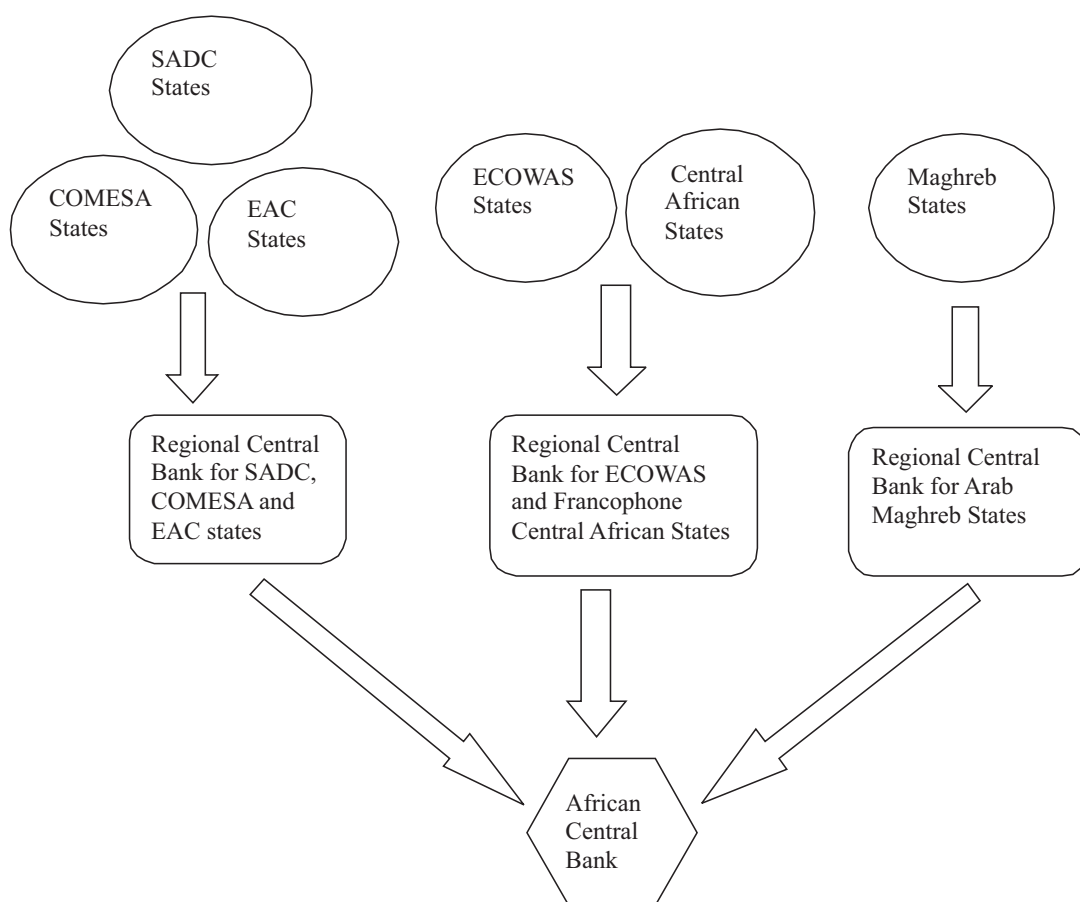 SADC
States
COMESA
States
EAC
States
ECOWAS
States
Central
African
States
Maghreb
States
Regional Central
Bank for SADC,
COMESA and
EAC states
Regional Central
Bank for ECOWAS
and Francophone
Central African States
Regional Central
Bank for Arab
Maghreb States
African
Central
Bank